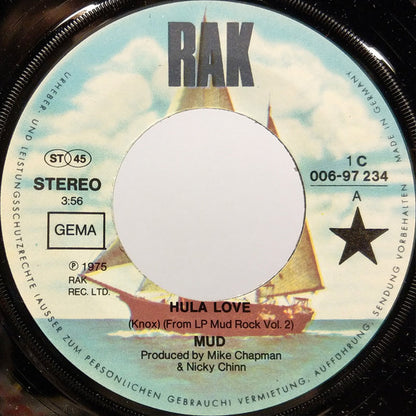 RAK
MADE IN GERMANY
ST 45
STEREO
3:56
GEMA
℗ 1975
RAK
REC. LTD.
1 C
006-97 234
A
HULA LOVE
(Knox) (From LP Mud Rock Vol. 2)
MUD
Produced by Mike Chapman
& Nicky Chinn
URHEBER- UND LEISTUNGSSCHUTZRECHTE (AUSSER ZUM PERSÖNLICHEN GEBRAUCH) VERMIETUNG, AUFFÜHRUNG, SENDUNG VORBEHALTEN